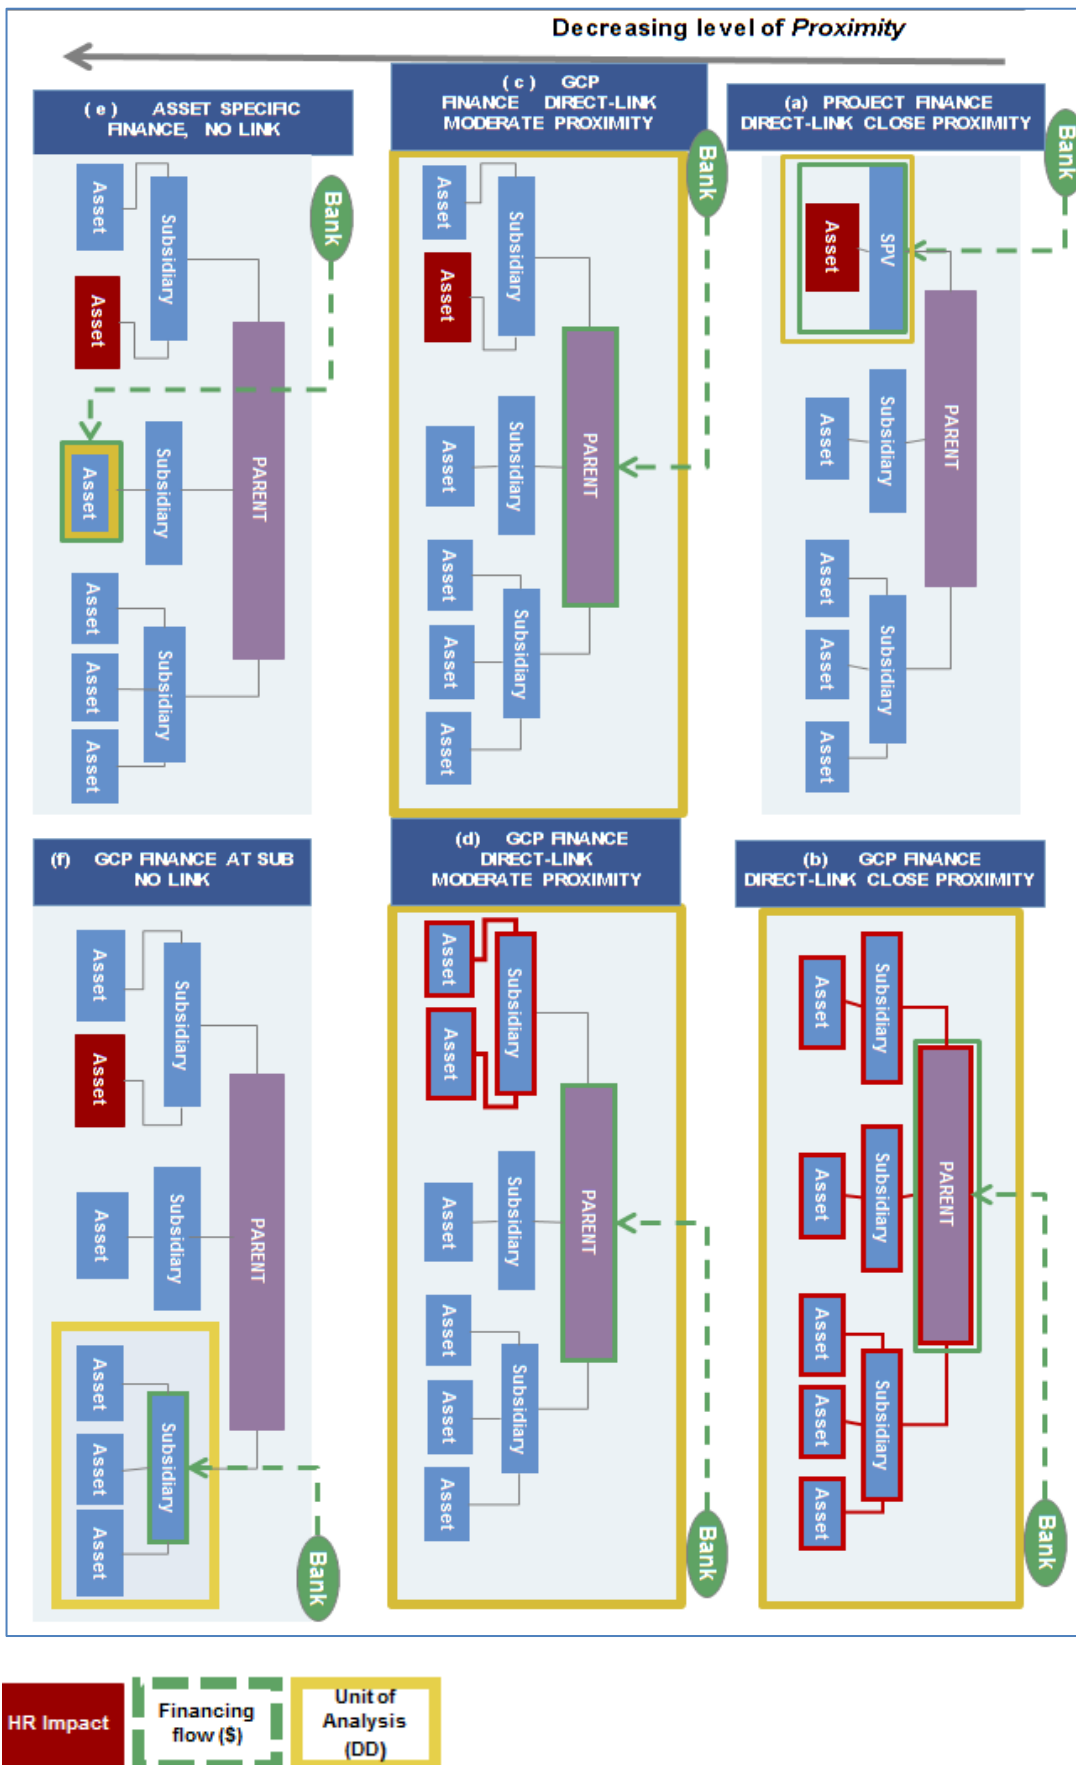 Decreasing level of Proximity
( e ) ASSET SPECIFIC
FINANCE, NO LINK
Bank
Asset
Subsidiary
Asset
PARENT
Subsidiary
Asset
Asset
Subsidiary
Asset
Asset
( c ) GCP
FINANCE DIRECT-LINK
MODERATE PROXIMITY
Bank
Asset
Subsidiary
Asset
PARENT
Subsidiary
Asset
Asset
Subsidiary
Asset
Asset
(a) PROJECT FINANCE
DIRECT-LINK CLOSE PROXIMITY
Bank
SPV
Asset
PARENT
Subsidiary
Asset
Asset
Subsidiary
Asset
Asset
(f) GCP FINANCE AT SUB
NO LINK
Asset
Subsidiary
Asset
PARENT
Subsidiary
Asset
Asset
Subsidiary
Asset
Asset
Bank
(d) GCP FINANCE
DIRECT-LINK
MODERATE PROXIMITY
Asset
Subsidiary
Asset
PARENT
Subsidiary
Asset
Asset
Subsidiary
Asset
Asset
Bank
(b) GCP FINANCE
DIRECT-LINK CLOSE PROXIMITY
Subsidiary
Asset
PARENT
Subsidiary
Asset
Asset
Subsidiary
Asset
Asset
Bank
HR Impact
Financing
flow ($)
Unit of
Analysis
(DD)